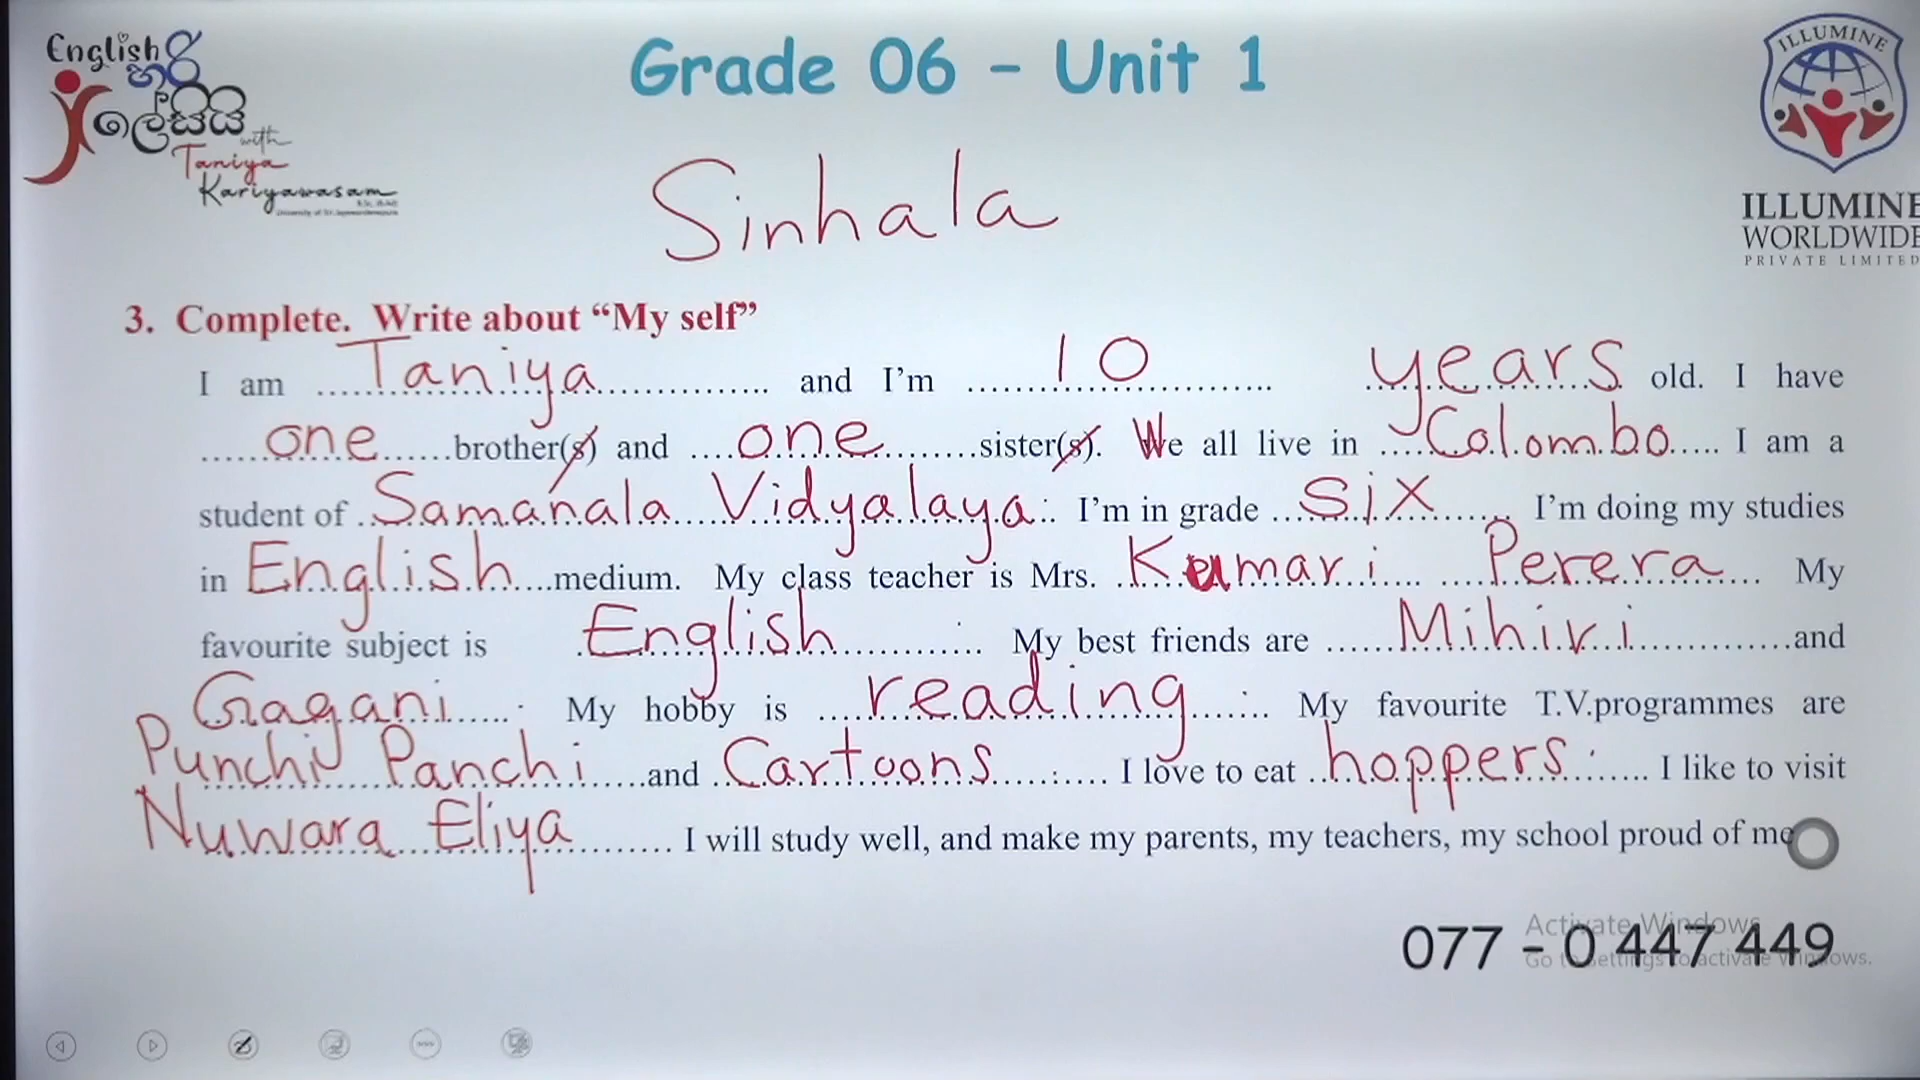 English හරි
ලේසියි
with
Taniya
Kariyawasam
Grade 06 - Unit 1
ILLUMINE
ILLUMINE
WORLDWIDE
PRIVATE LIMITED
Sinhala
3. Complete. Write about “My self”
I am Taniya and I’m 10 years old. I have
one brother(s) and one sister(s). We all live in Colombo I am a
student of Samanala Vidyalaya. I’m in grade six I’m doing my studies
in English medium. My class teacher is Mrs. Kumari Perera My
favourite subject is English. My best friends are Mihiri and
Gagani. My hobby is reading. My favourite T.V.programmes are
Punchi Panchi and Cartoons. I love to eat hoppers. I like to visit
Nuwara Eliya I will study well, and make my parents, my teachers, my school proud of me
077 - 0 447 449
Activate Windows
Go to Settings to activate Windows.